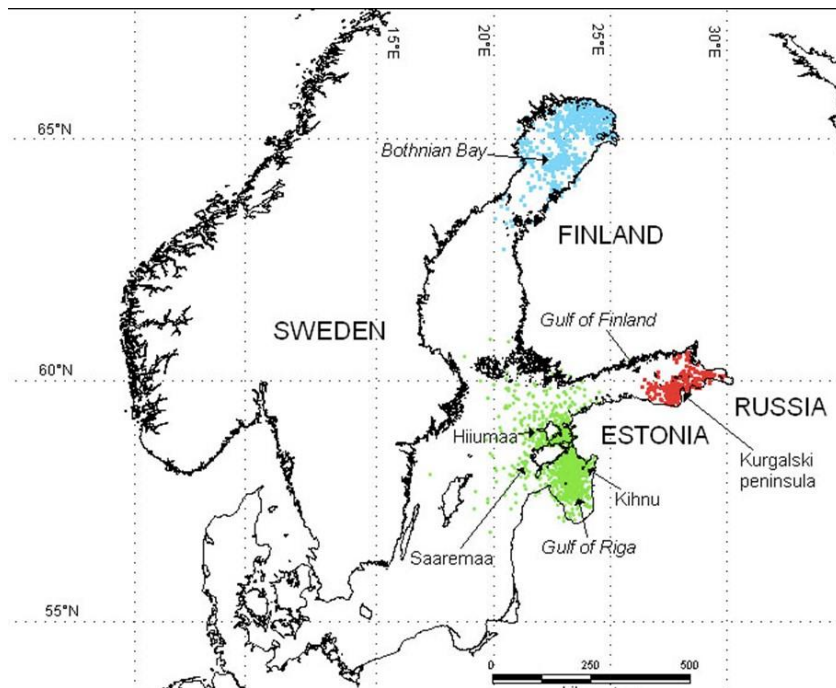 15°E
20°E
25°E
30°E
65°N
Bothnian Bay
FINLAND
SWEDEN
Gulf of Finland
60°N
RUSSIA
Hiiumaa
ESTONIA
Kurgalski
peninsula
Kihnu
Saaremaa
Gulf of Riga
55°N
0
250
500